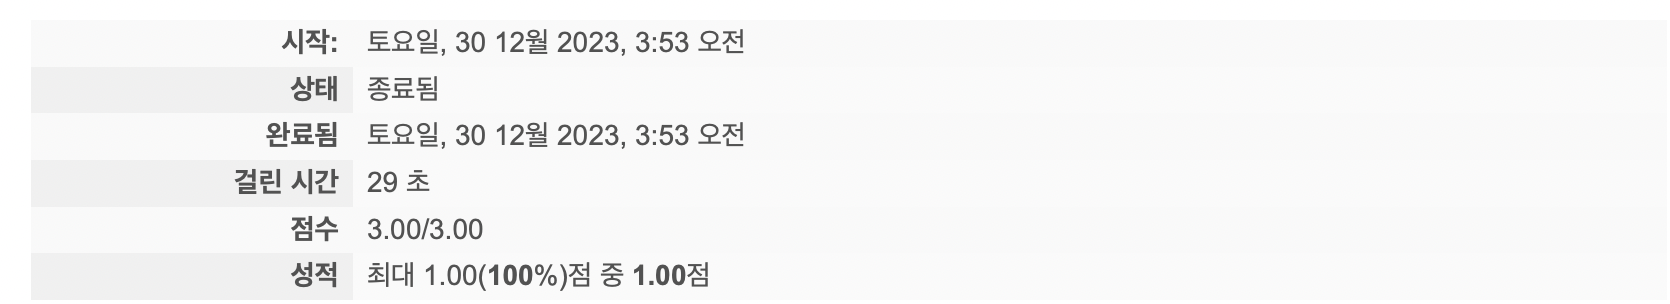 시작: 토요일, 30 12월 2023, 3:53 오전
상태 종료됨
완료됨 토요일, 30 12월 2023, 3:53 오전
걸린 시간 29 초
점수 3.00/3.00
성적 최대 1.00(100%)점 중 1.00점